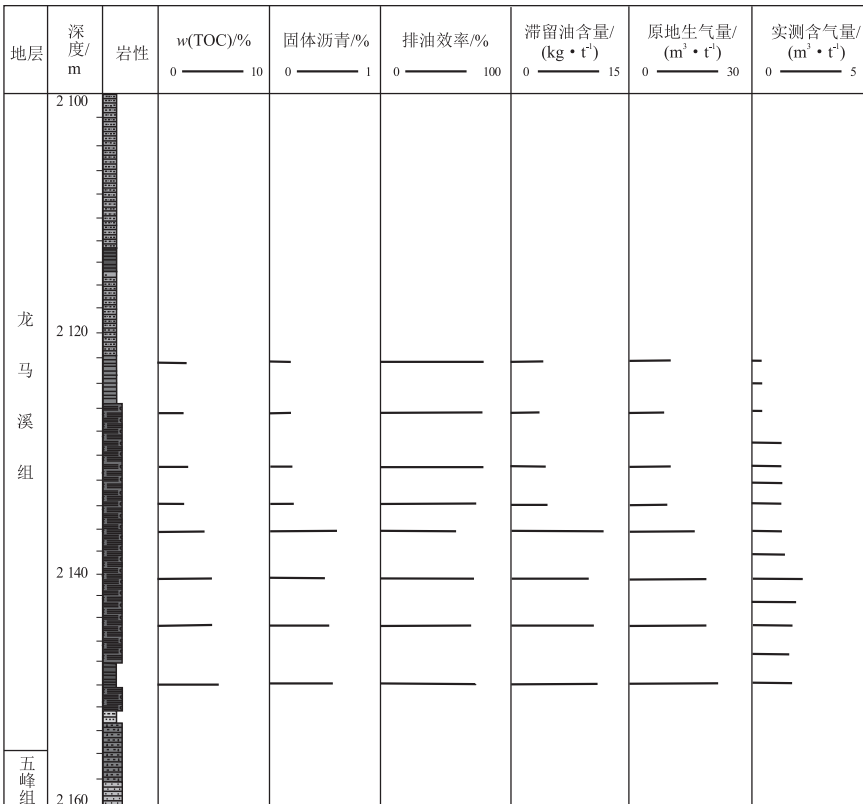 地层
深度/m
岩性
w(TOC)/%
0 10
固体沥青/%
0 1
排油效率/%
0 100
滞留油含量/
(kg·t⁻¹)
0 15
原地生气量/
(m³·t⁻¹)
0 30
实测含气量/
(m³·t⁻¹)
0 5
2 100
2 120
2 140
2 160
龙马溪组
五峰组